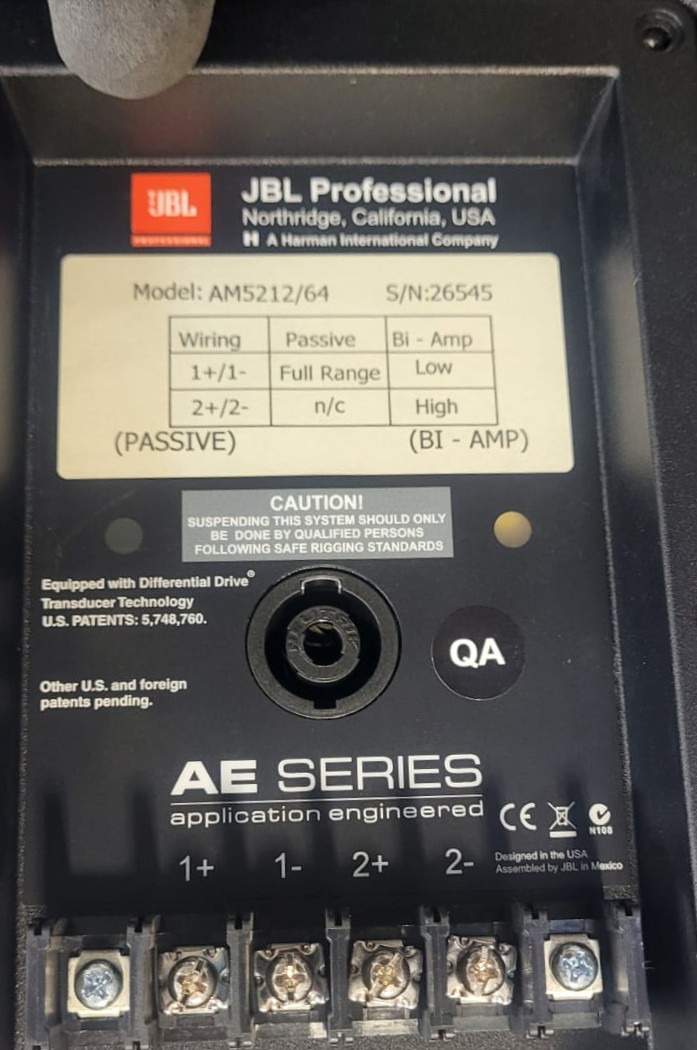 JBL
PROFESSIONAL
JBL Professional
Northridge, California, USA
H A Harman International Company
Model: AM5212/64 S/N:26545
Wiring Passive Bi - Amp
1+/1- Full Range Low
2+/2- n/c High
(PASSIVE) (BI - AMP)
CAUTION!
SUSPENDING THIS SYSTEM SHOULD ONLY
BE DONE BY QUALIFIED PERSONS
FOLLOWING SAFE RIGGING STANDARDS
Equipped with Differential Drive®
Transducer Technology
U.S. PATENTS: 5,748,760.
QA
Other U.S. and foreign
patents pending.
AE SERIES
application engineered
CE
N108
1+ 1- 2+ 2-
Designed in the USA
Assembled by JBL in Mexico